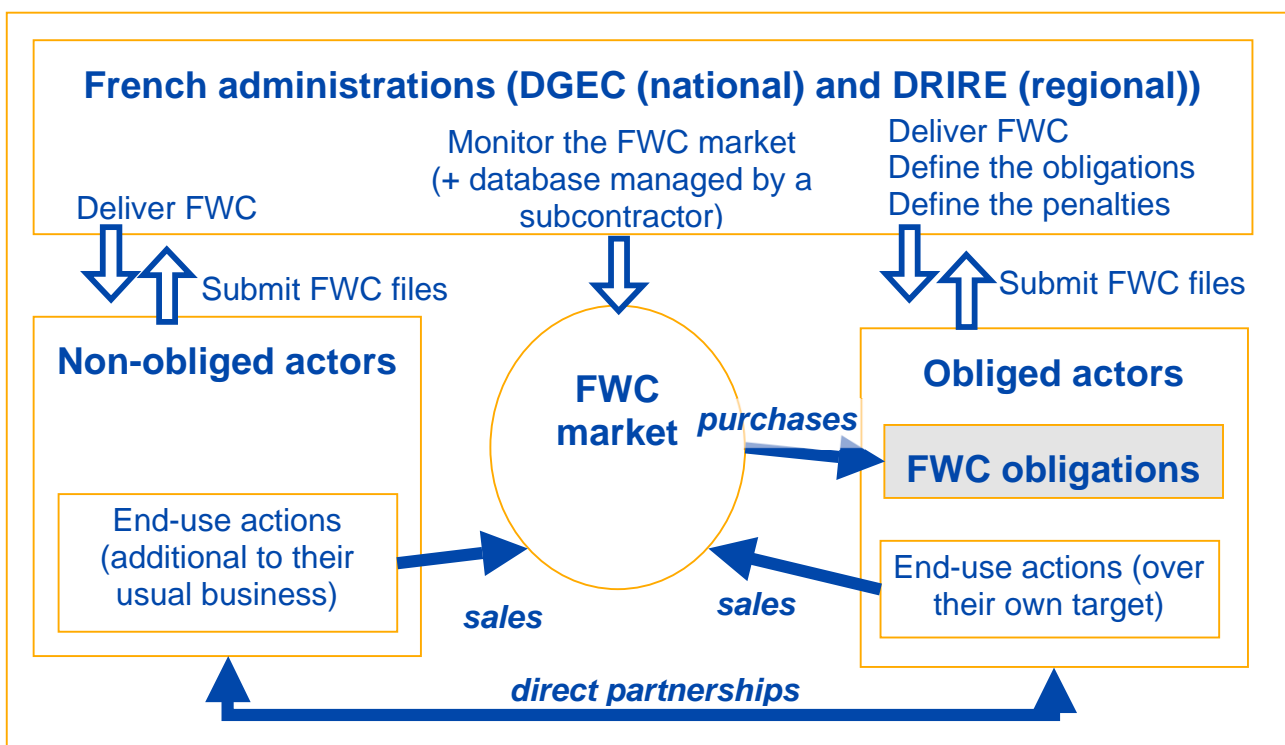 French administrations (DGEC (national) and DRIRE (regional))
Deliver FWC
Monitor the FWC market
(+ database managed by a
subcontractor)
Deliver FWC
Define the obligations
Define the penalties
Submit FWC files
Submit FWC files
Non-obliged actors
End-use actions
(additional to their
usual business)
FWC
market
purchases
sales
sales
Obliged actors
FWC obligations
End-use actions (over
their own target)
direct partnerships